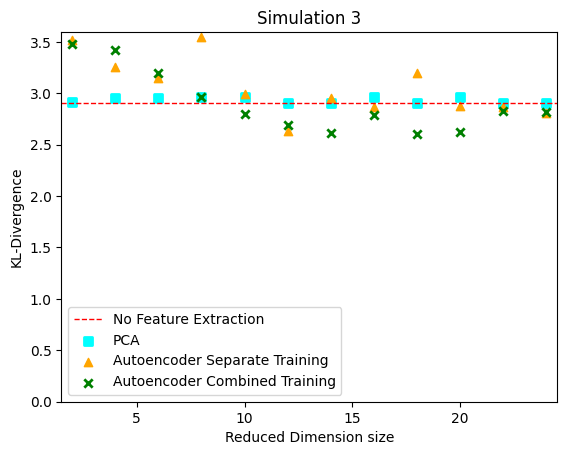 Simulation 3
3.5
3.0
2.5
2.0
1.5
1.0
0.5
0.0
KL-Divergence
No Feature Extraction
PCA
Autoencoder Separate Training
Autoencoder Combined Training
5
10
15
20
Reduced Dimension size